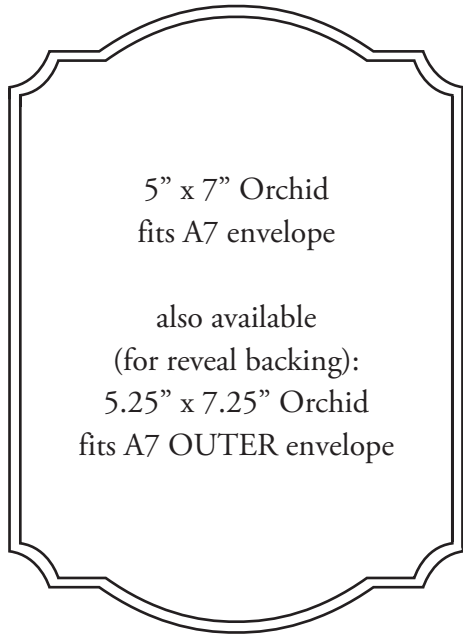 5” x 7” Orchid
fits A7 envelope
also available
(for reveal backing):
5.25” x 7.25” Orchid
fits A7 OUTER envelope